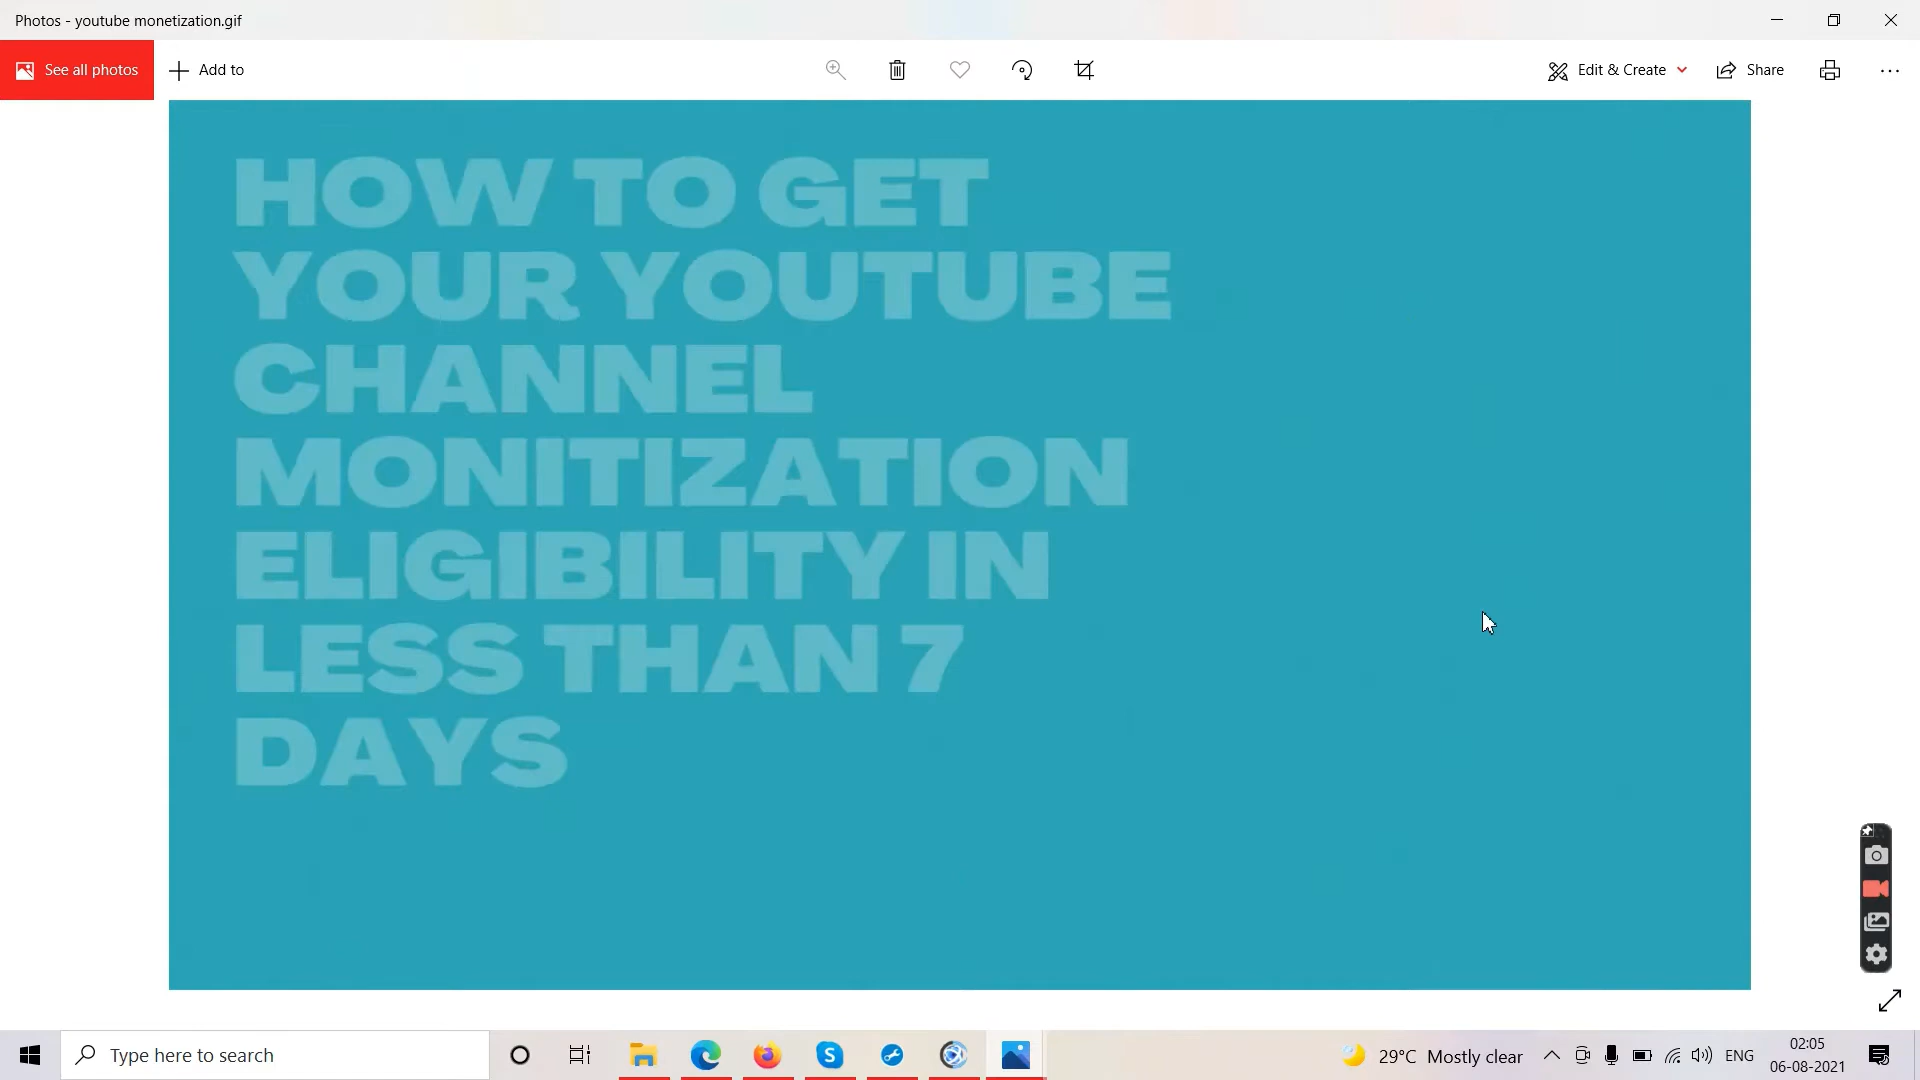 Photos - youtube monetization.gif
See all photos
Add to
Edit & Create
Share
HOW TO GET
YOUR YOUTUBE
CHANNEL
MONITIZATION
ELIGIBILITY IN
LESS THAN 7
DAYS
Type here to search
29°C Mostly clear
ENG
02:05
06-08-2021